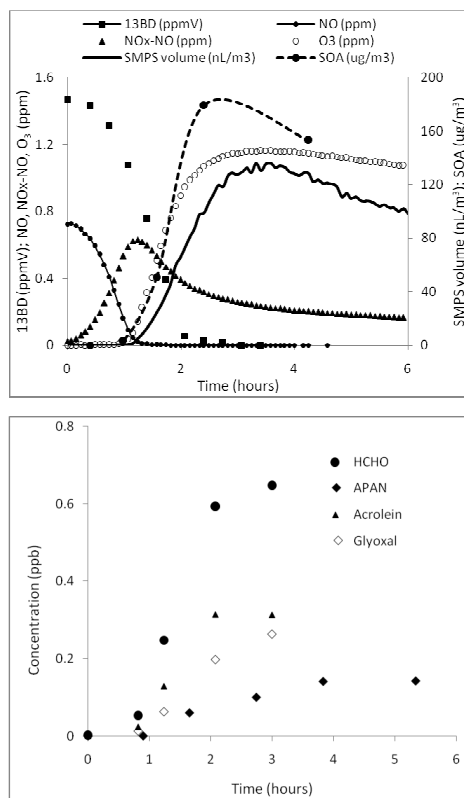 13BD (ppmV) NO (ppm)
NOx-NO (ppm) O3 (ppm)
SMPS volume (nL/m3) SOA (ug/m3)
13BD (ppmV); NO, NOx-NO, O3 (ppm)
1.6
1.2
0.8
0.4
0
SMPS volume (nL/m3); SOA (ug/m3)
200
160
120
80
40
0
0 2 4 6
Time (hours)
Concentration (ppb)
0.8
0.6
0.4
0.2
0
HCHO
APAN
Acrolein
Glyoxal
0 1 2 3 4 5 6
Time (hours)